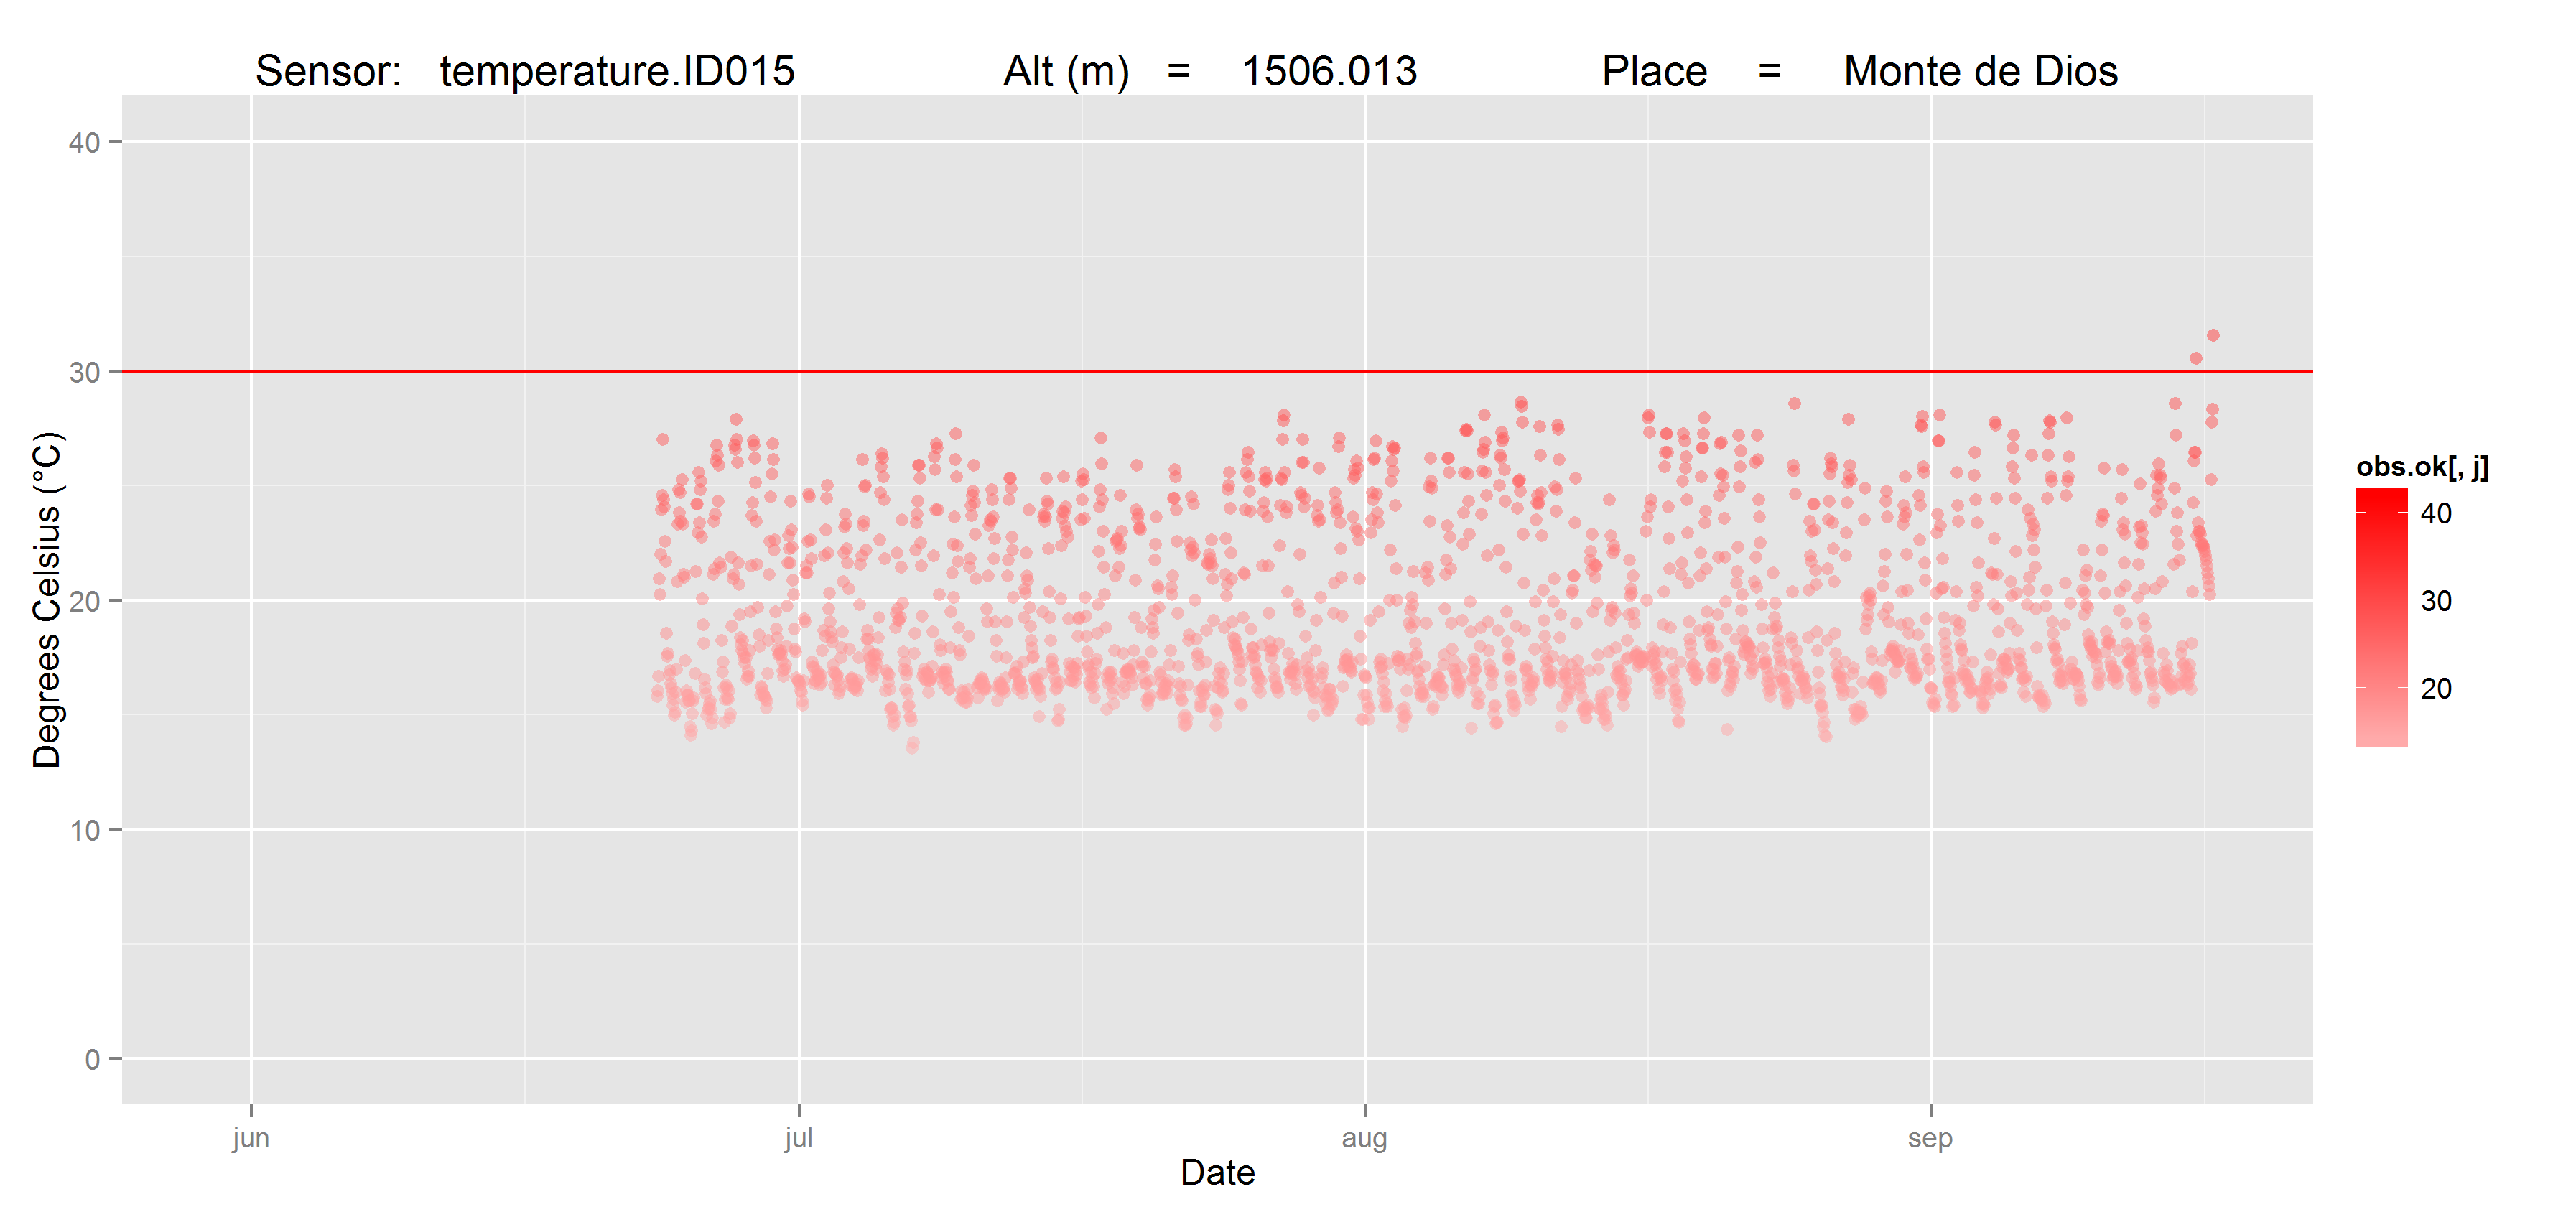 Sensor: temperature.ID015 Alt (m) = 1506.013 Place = Monte de Dios
Degrees Celsius (°C)
40
30
20
10
0
jun jul aug sep
Date
obs.ok[, j]
40
30
20